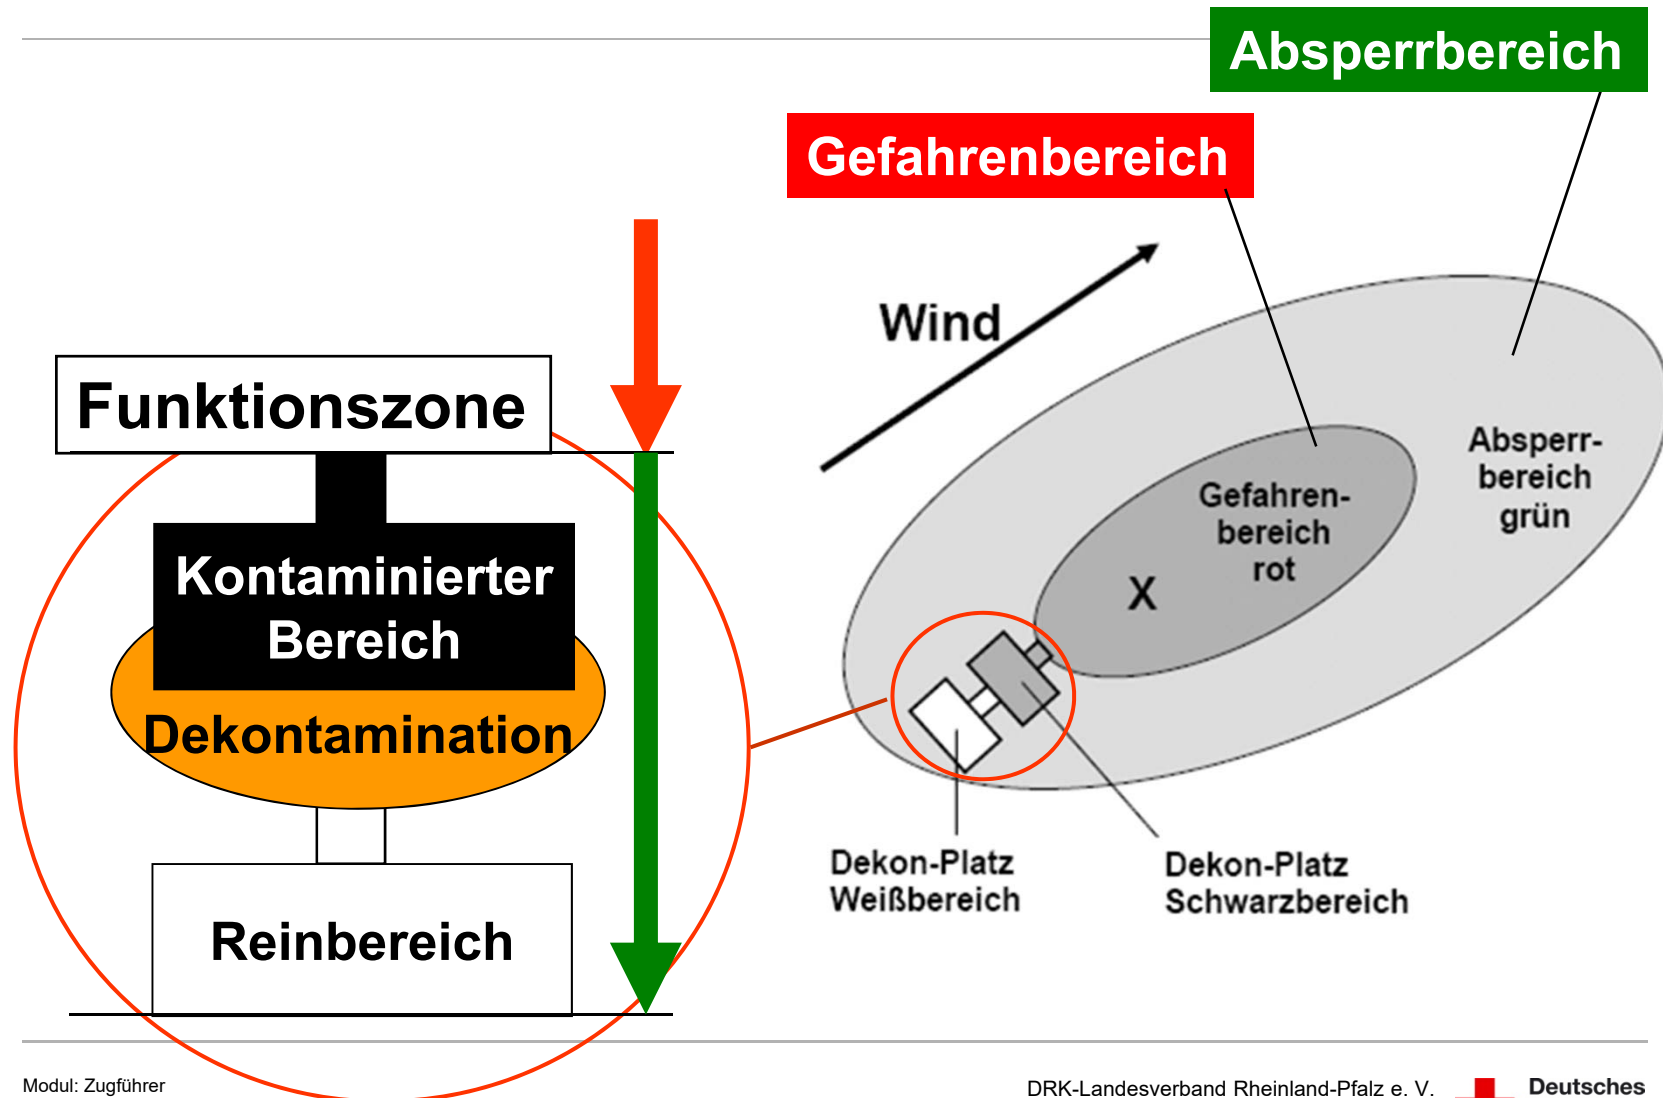 Absperrbereich
Gefahrenbereich
Wind
Funktionszone
Kontaminierter
Bereich
Dekontamination
Reinbereich
Absperr-
bereich
grün
Gefahren-
bereich
rot
X
Dekon-Platz
Weißbereich
Dekon-Platz
Schwarzbereich
Modul: Zugführer
DRK-Landesverband Rheinland-Pfalz e. V.
Deutsches